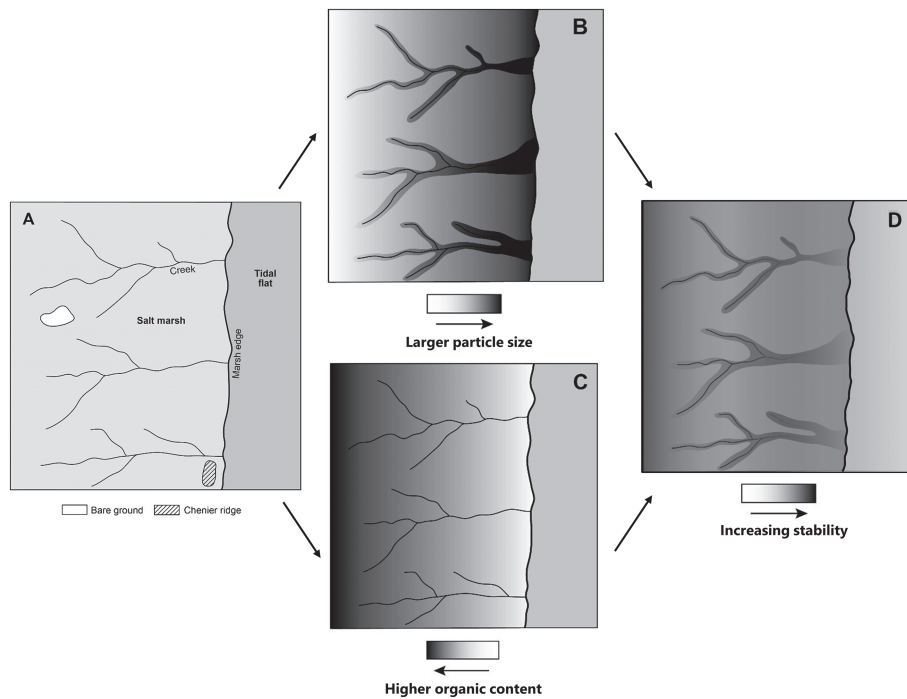 A
Creek
Tidal
flat
Salt marsh
Marsh edge
Bare ground
Chenier ridge
B
Larger particle size
C
Higher organic content
D
Increasing stability